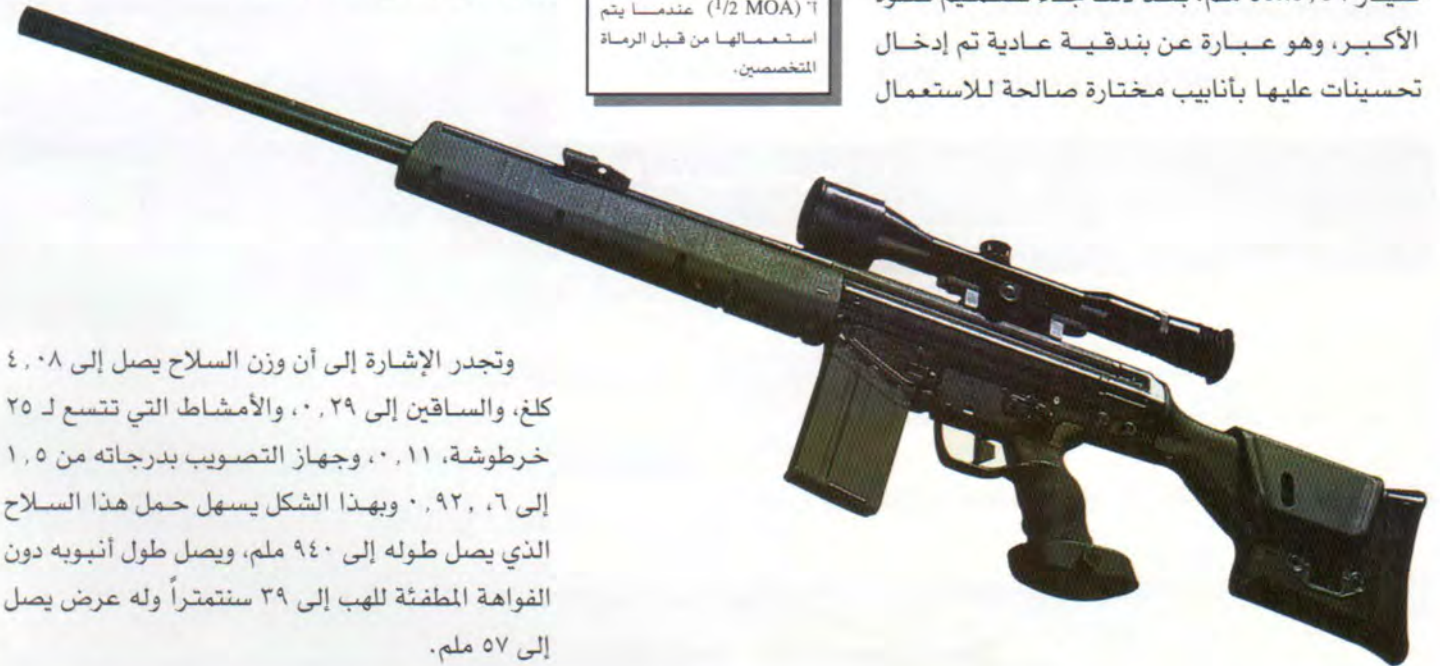 الأكبر، وهو عبارة عن بندقية عادية تم إدخال
تحسينات عليها بأنابيب مختارة صالحة للاستعمال
(1/2 MOA) عندما يتم
استعمالها من قبل الرماة
المتخصصين.
وتجدر الإشارة إلى أن وزن السلاح يصل إلى ٤,٠٨
كلغ، والساقين إلى ٠,٢٩، والأمشاط التي تتسع لـ ٢٥
خرطوشة، ٠,١١، وجهاز التصويب بدرجاته من ١,٥
إلى ٦، ,٠,٩٢ وبهذا الشكل يسهل حمل هذا السلاح
الذي يصل طوله إلى ٩٤٠ ملم، ويصل طول أنبوبه دون
الفواهة المطفئة للهب إلى ٣٩ سنتمتراً وله عرض يصل
إلى ٥٧ ملم.